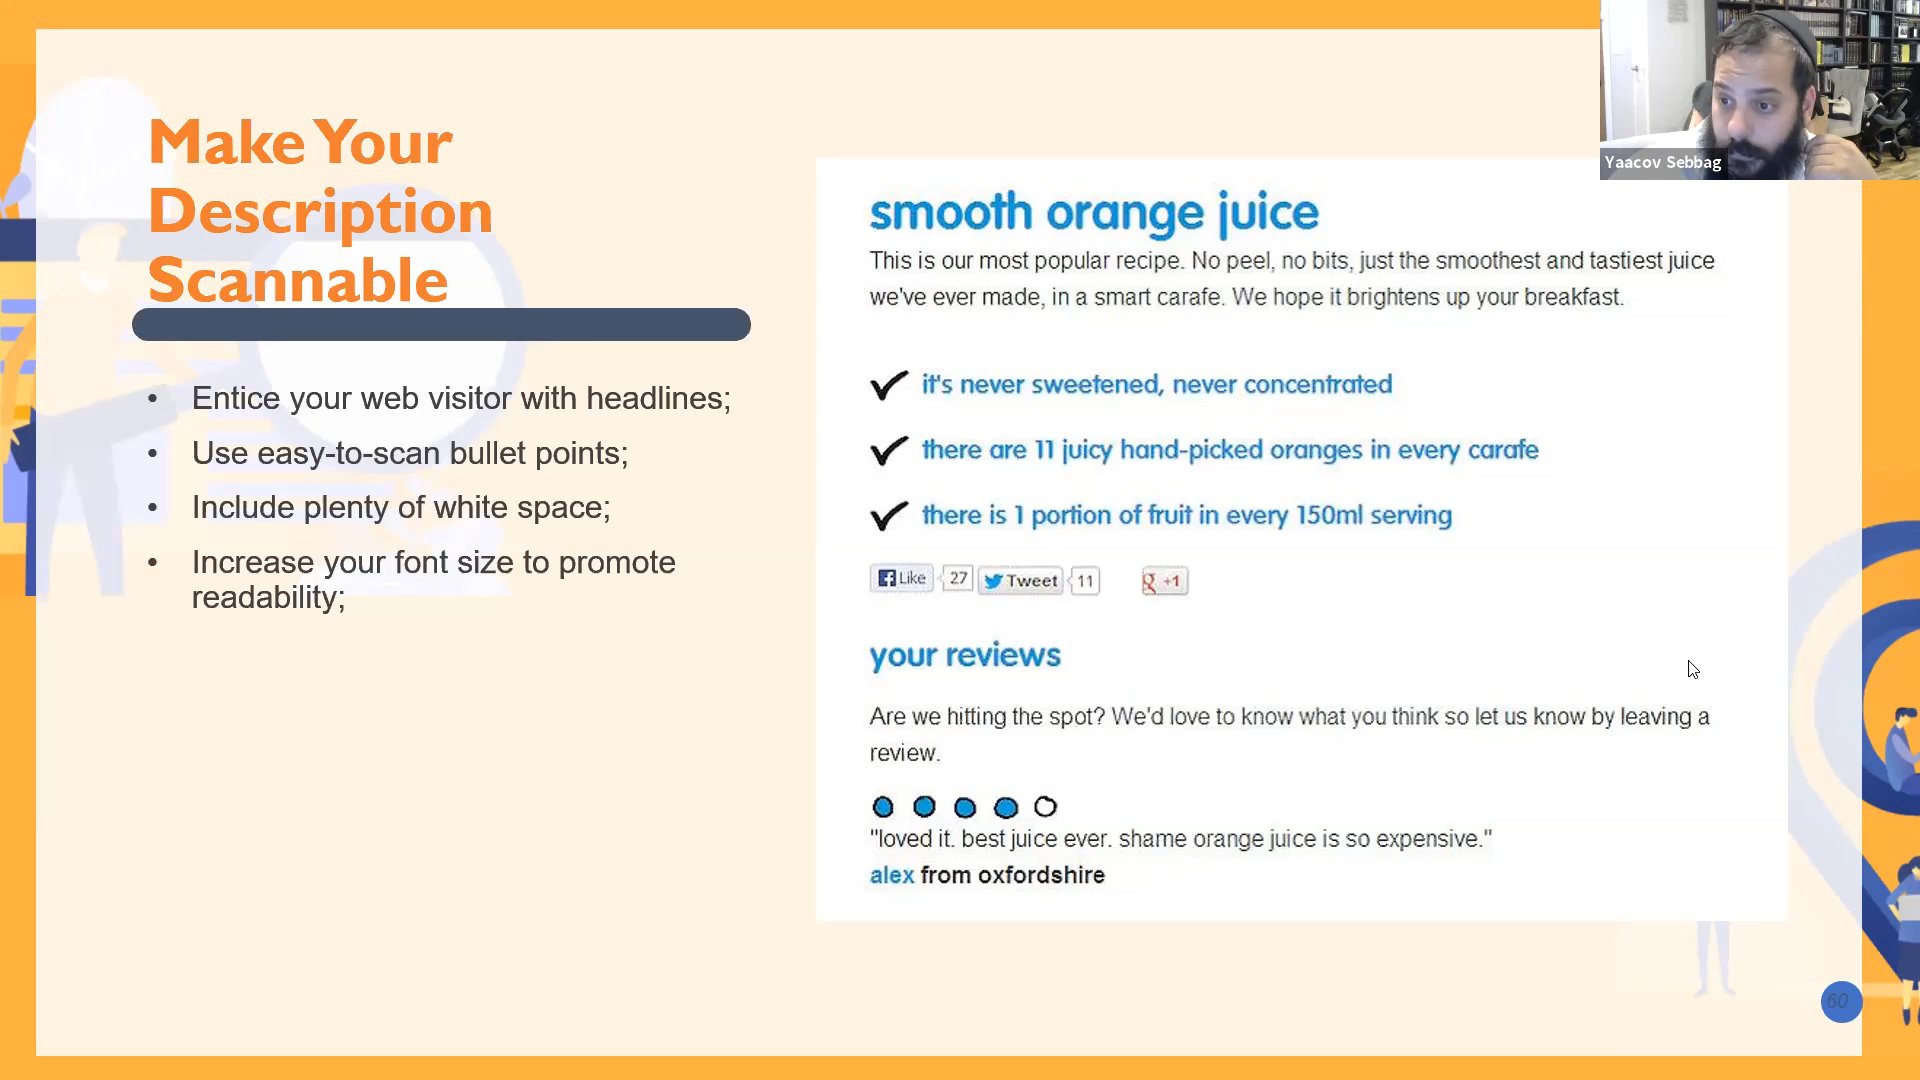 Make Your
Description
Scannable
• Entice your web visitor with headlines;
• Use easy-to-scan bullet points;
• Include plenty of white space;
• Increase your font size to promote
readability;
Yaacov Sebbag
smooth orange juice
This is our most popular recipe. No peel, no bits, just the smoothest and tastiest juice
we've ever made, in a smart carafe. We hope it brightens up your breakfast.
it's never sweetened, never concentrated
there are 11 juicy hand-picked oranges in every carafe
there is 1 portion of fruit in every 150ml serving
Like 27 Tweet 11 g +1
your reviews
Are we hitting the spot? We'd love to know what you think so let us know by leaving a
review.
"loved it. best juice ever. shame orange juice is so expensive."
alex from oxfordshire
60